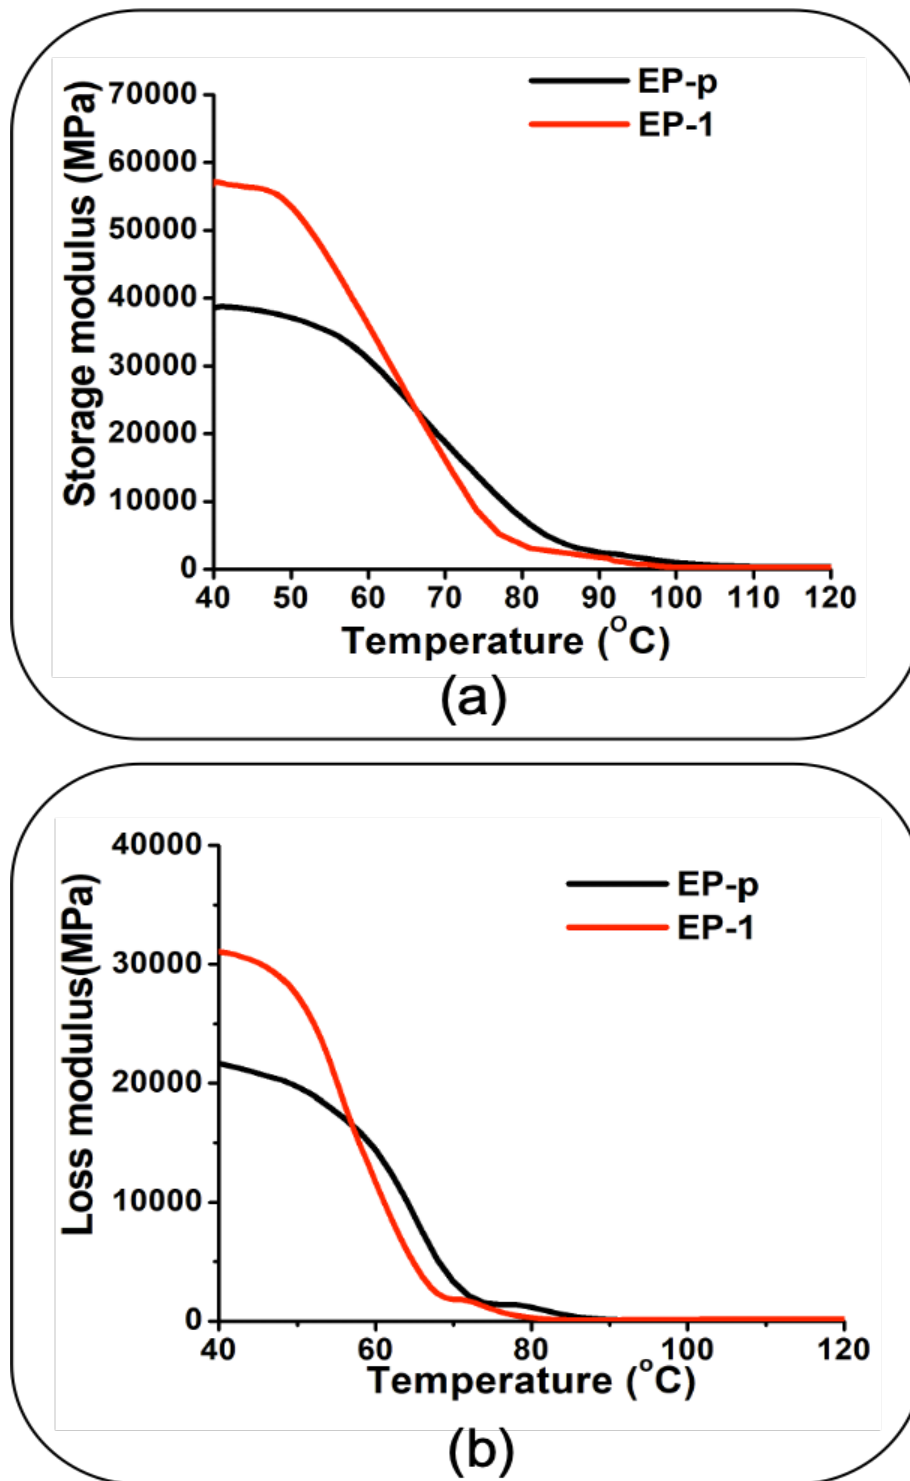 EP-p
EP-1
Storage modulus (MPa)
70000
60000
50000
40000
30000
20000
10000
0
40 50 60 70 80 90 100 110 120
Temperature (°C)
(a)
EP-p
EP-1
Loss modulus(MPa)
40000
30000
20000
10000
0
40 60 80 100 120
Temperature (°C)
(b)